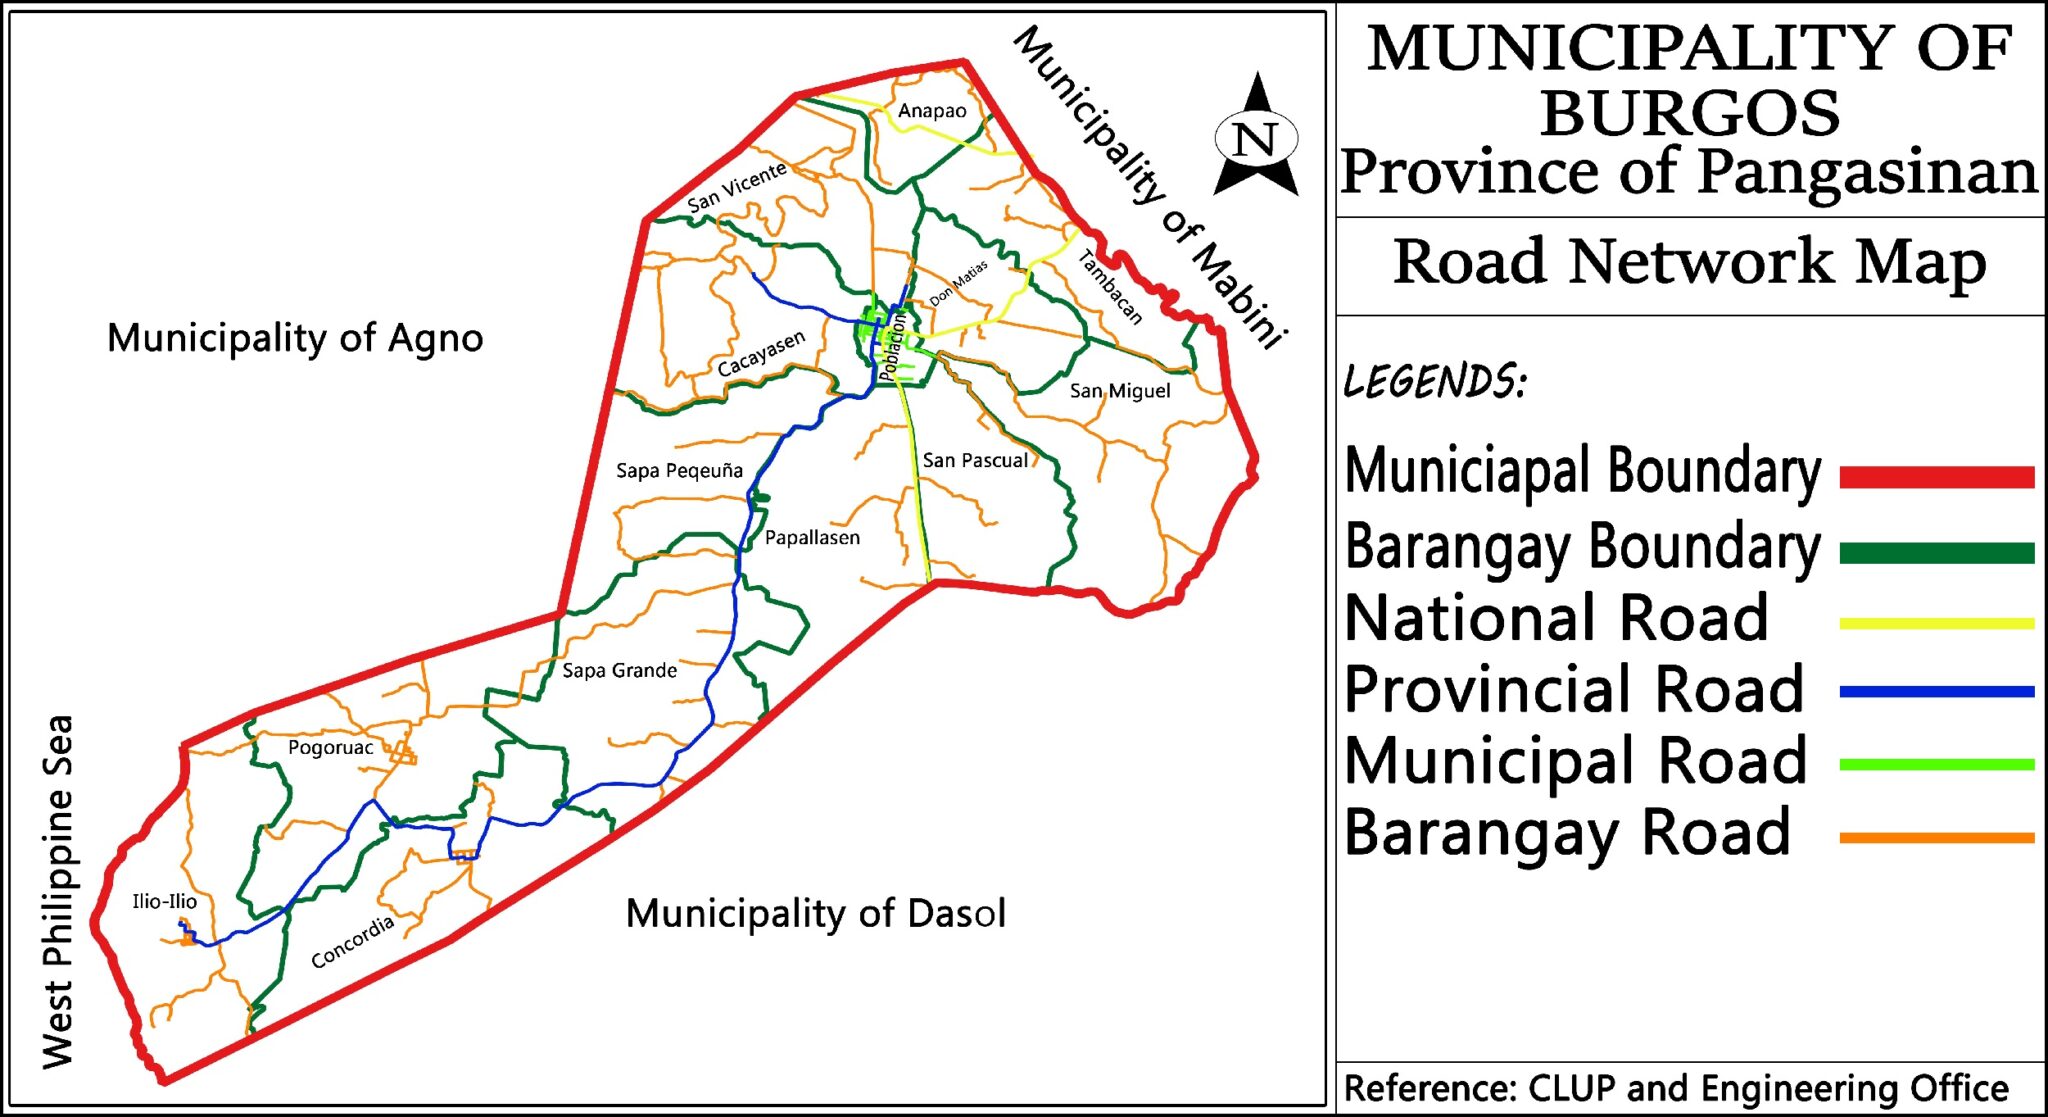 MUNICIPALITY OF
BURGOS
Province of Pangasinan
Road Network Map
LEGENDS:
Municiapal Boundary
Barangay Boundary
National Road
Provincial Road
Municipal Road
Barangay Road
Reference: CLUP and Engineering Office
N
Municipality of Mabini
Municipality of Agno
Municipality of Dasol
West Philippine Sea
Anapao
San Vicente
Don Matias
Tambacan
Cacayasen
Poblacion
San Miguel
San Pascual
Sapa Peqeuña
Papallasen
Sapa Grande
Pogoruac
Ilio-Ilio
Concordia